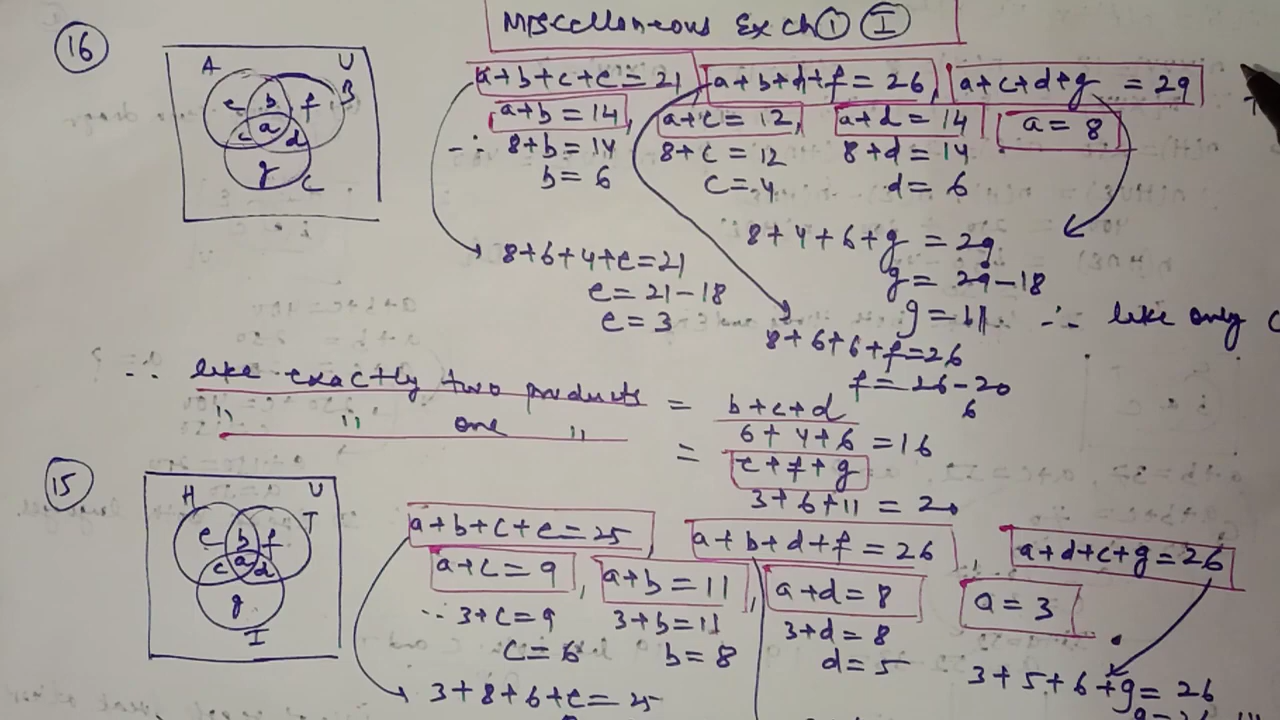 Miscellaneous Ex ch ① Ⓘ
16
A U
B
e b f
c a d
g C
a+b+c+e=21, a+b+d+f=26, a+c+d+g = 29
a+b=14, a+c=12, a+d=14 a=8
∴ 8+b=14 8+c=12 8+d=14
b=6 c=4 d=6
8+4+6+g=29
8+6+4+e=21
g=29-18
e=21-18
g=11 ∴ like only C
e=3
8+6+6+f=26
f=26-20
6
∴ like exactly two products = b+c+d
" " one " 6+4+6=16
= e+f+g
3+6+11=20
15
H U
T
e b f
c a d
g
I
a+b+c+e=25 a+b+d+f=26, a+d+c+g=26
a+c=9, a+b=11, a+d=8 a=3
∴ 3+c=9 3+b=11 3+d=8
c=6 b=8 d=5
3+8+6+e=25 3+5+6+g=26